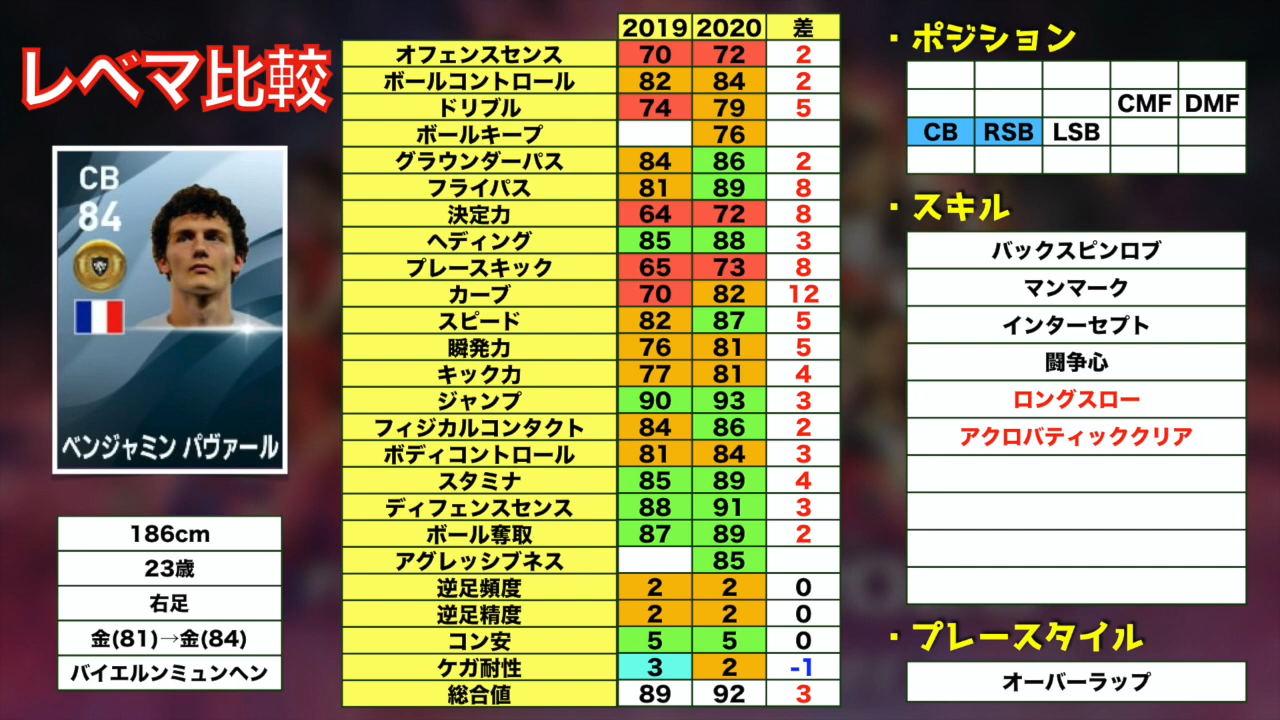 レベマ比較
CB
84
ベンジャミン パヴァール
186cm
23歳
右足
金(81)→金(84)
バイエルンミュンヘン
2019 2020 差
オフェンスセンス 70 72 2
ボールコントロール 82 84 2
ドリブル 74 79 5
ボールキープ 76
グラウンダーパス 84 86 2
フライパス 81 89 8
決定力 64 72 8
ヘディング 85 88 3
プレースキック 65 73 8
カーブ 70 82 12
スピード 82 87 5
瞬発力 76 81 5
キック力 77 81 4
ジャンプ 90 93 3
フィジカルコンタクト 84 86 2
ボディコントロール 81 84 3
スタミナ 85 89 4
ディフェンスセンス 88 91 3
ボール奪取 87 89 2
アグレッシブネス 85
逆足頻度 2 2 0
逆足精度 2 2 0
コン安 5 5 0
ケガ耐性 3 2 -1
総合値 89 92 3
・ポジション
CMF DMF
CB RSB LSB
・スキル
バックスピンロブ
マンマーク
インターセプト
闘争心
ロングスロー
アクロバティッククリア
・プレースタイル
オーバーラップ